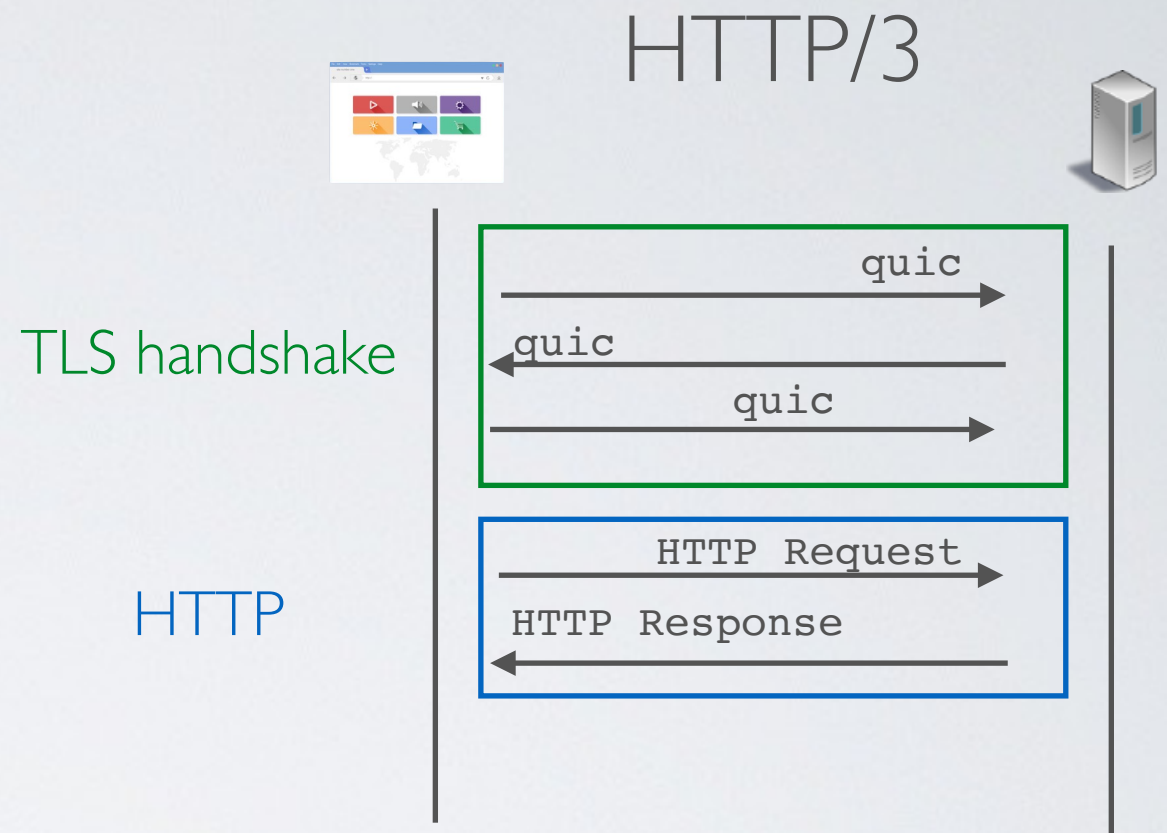 HTTP/3
quic
TLS handshake
quic
quic
HTTP Request
HTTP
HTTP Response